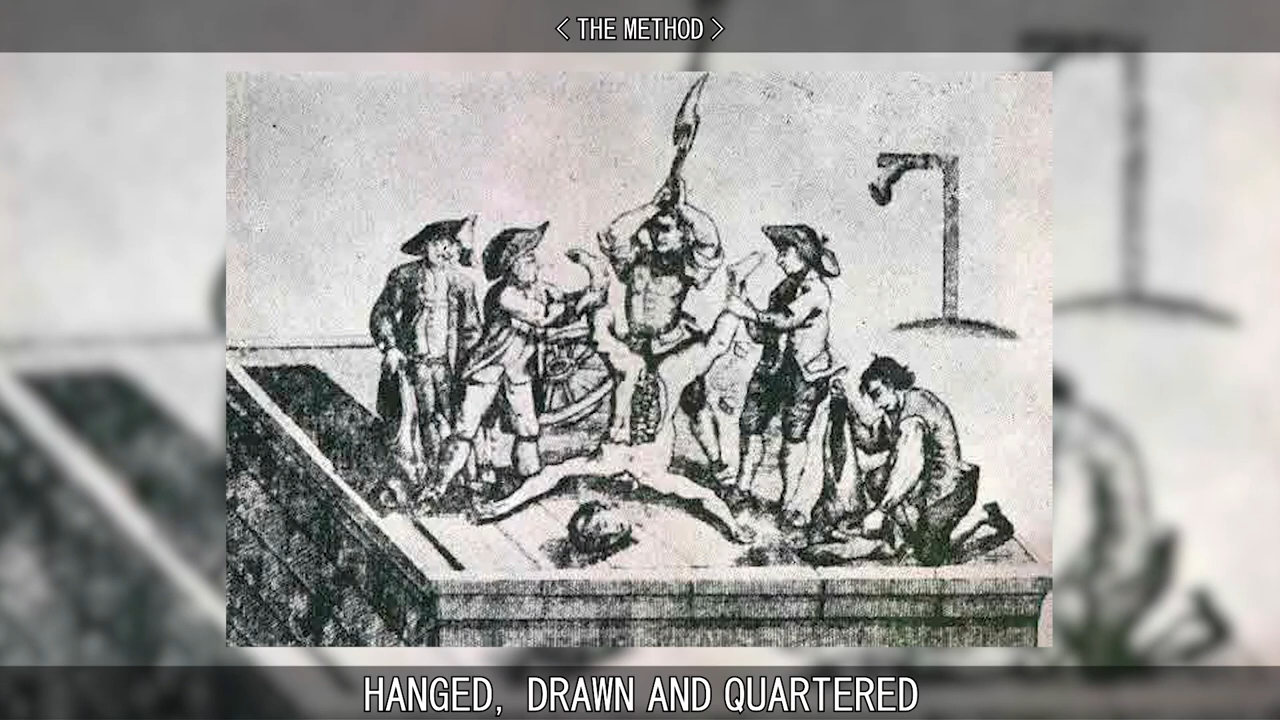 < THE METHOD >
HANGED, DRAWN AND QUARTERED